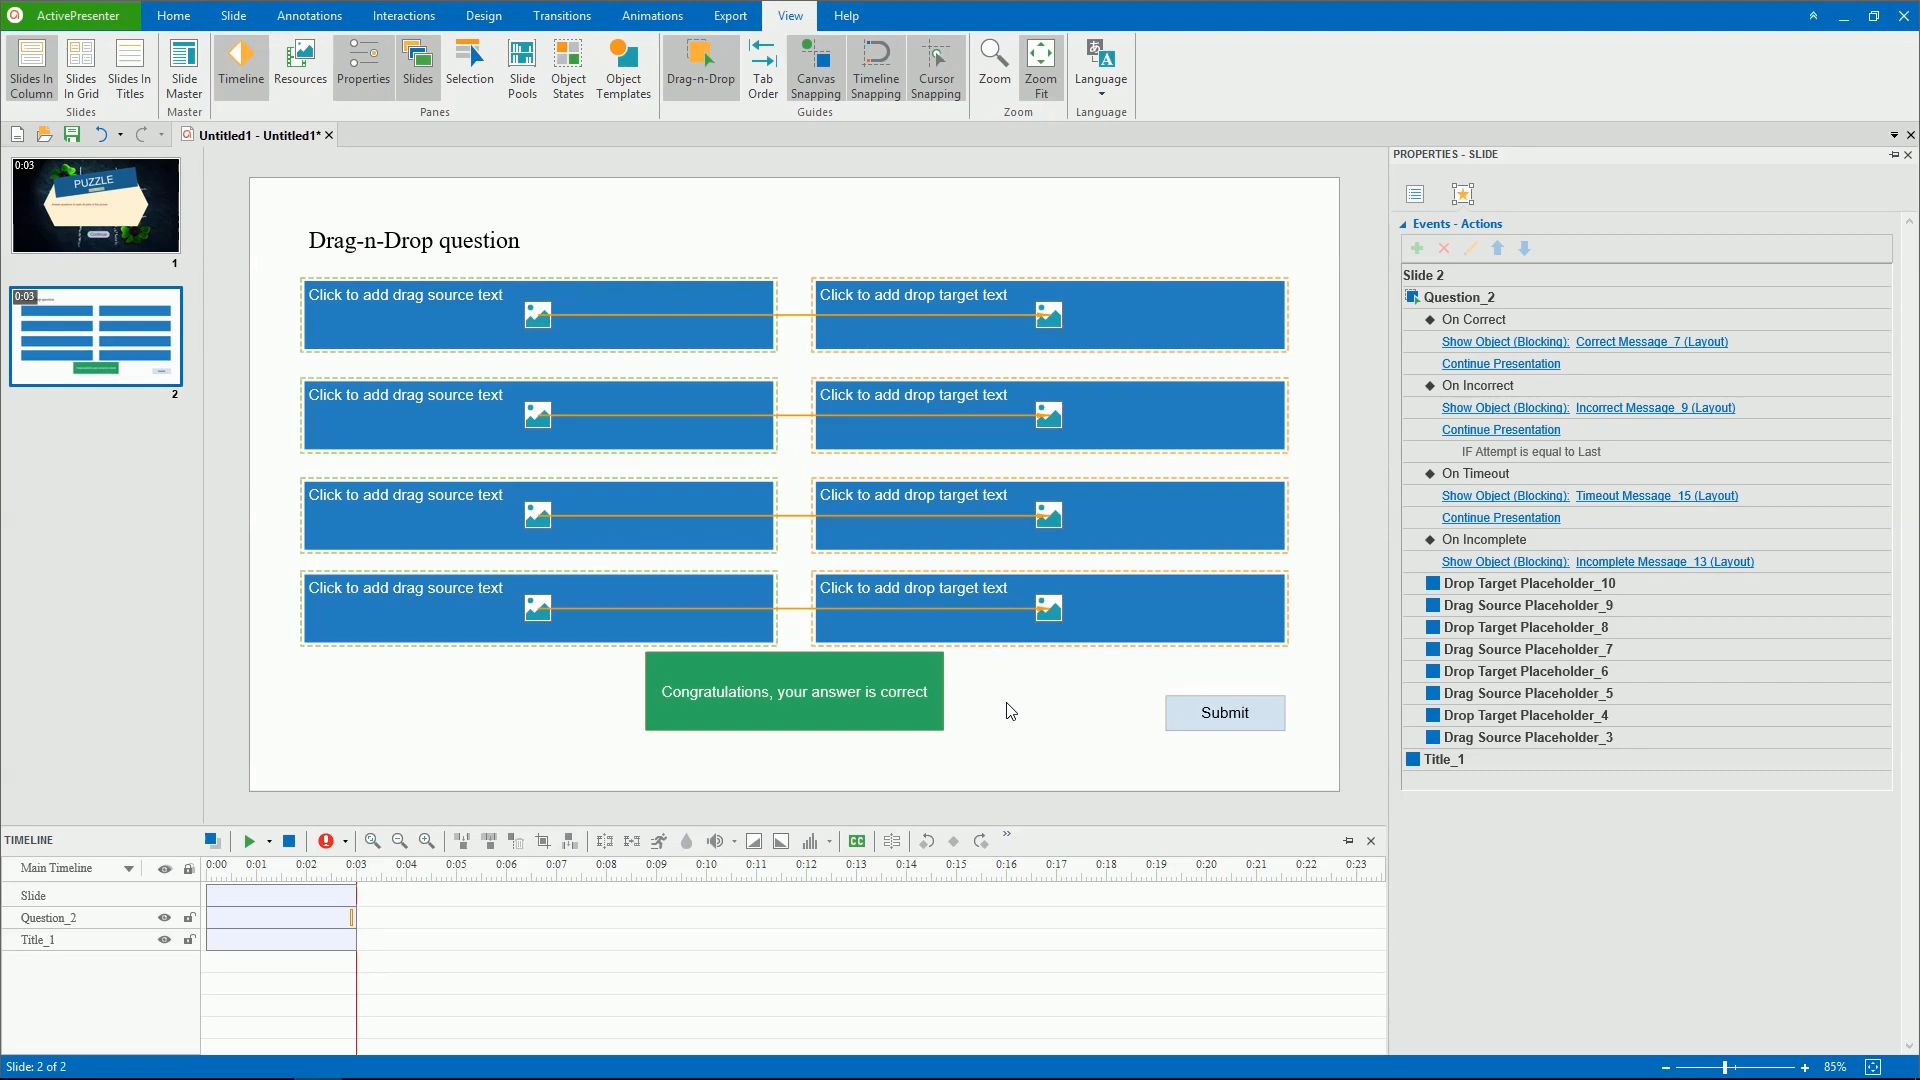 ActivePresenter
Home
Slide
Annotations
Interactions
Design
Transitions
Animations
Export
View
Help
Slides In Column
Slides In Grid
Slides In Titles
Slides
Slide Master
Master
Timeline
Resources
Properties
Slides
Selection
Slide Pools
Object States
Object Templates
Panes
Drag-n-Drop
Tab Order
Canvas Snapping
Timeline Snapping
Cursor Snapping
Guides
Zoom
Zoom Fit
Zoom
Language
Language
Untitled1 - Untitled1*
0:03
PUZZLE
1
0:03
2
Drag-n-Drop question
Click to add drag source text
Click to add drop target text
Click to add drag source text
Click to add drop target text
Click to add drag source text
Click to add drop target text
Click to add drag source text
Click to add drop target text
Congratulations, your answer is correct
Submit
PROPERTIES - SLIDE
Events - Actions
Slide 2
Question_2
On Correct
Show Object (Blocking): Correct Message_7 (Layout)
Continue Presentation
On Incorrect
Show Object (Blocking): Incorrect Message_9 (Layout)
Continue Presentation
IF Attempt is equal to Last
On Timeout
Show Object (Blocking): Timeout Message_15 (Layout)
Continue Presentation
On Incomplete
Show Object (Blocking): Incomplete Message_13 (Layout)
Drop Target Placeholder_10
Drag Source Placeholder_9
Drop Target Placeholder_8
Drag Source Placeholder_7
Drop Target Placeholder_6
Drag Source Placeholder_5
Drop Target Placeholder_4
Drag Source Placeholder_3
Title_1
TIMELINE
CC
Main Timeline
0:00 0:01 0:02 0:03 0:04 0:05 0:06 0:07 0:08 0:09 0:10 0:11 0:12 0:13 0:14 0:15 0:16 0:17 0:18 0:19 0:20 0:21 0:22 0:23
Slide
Question_2
Title_1
Slide: 2 of 2
85%